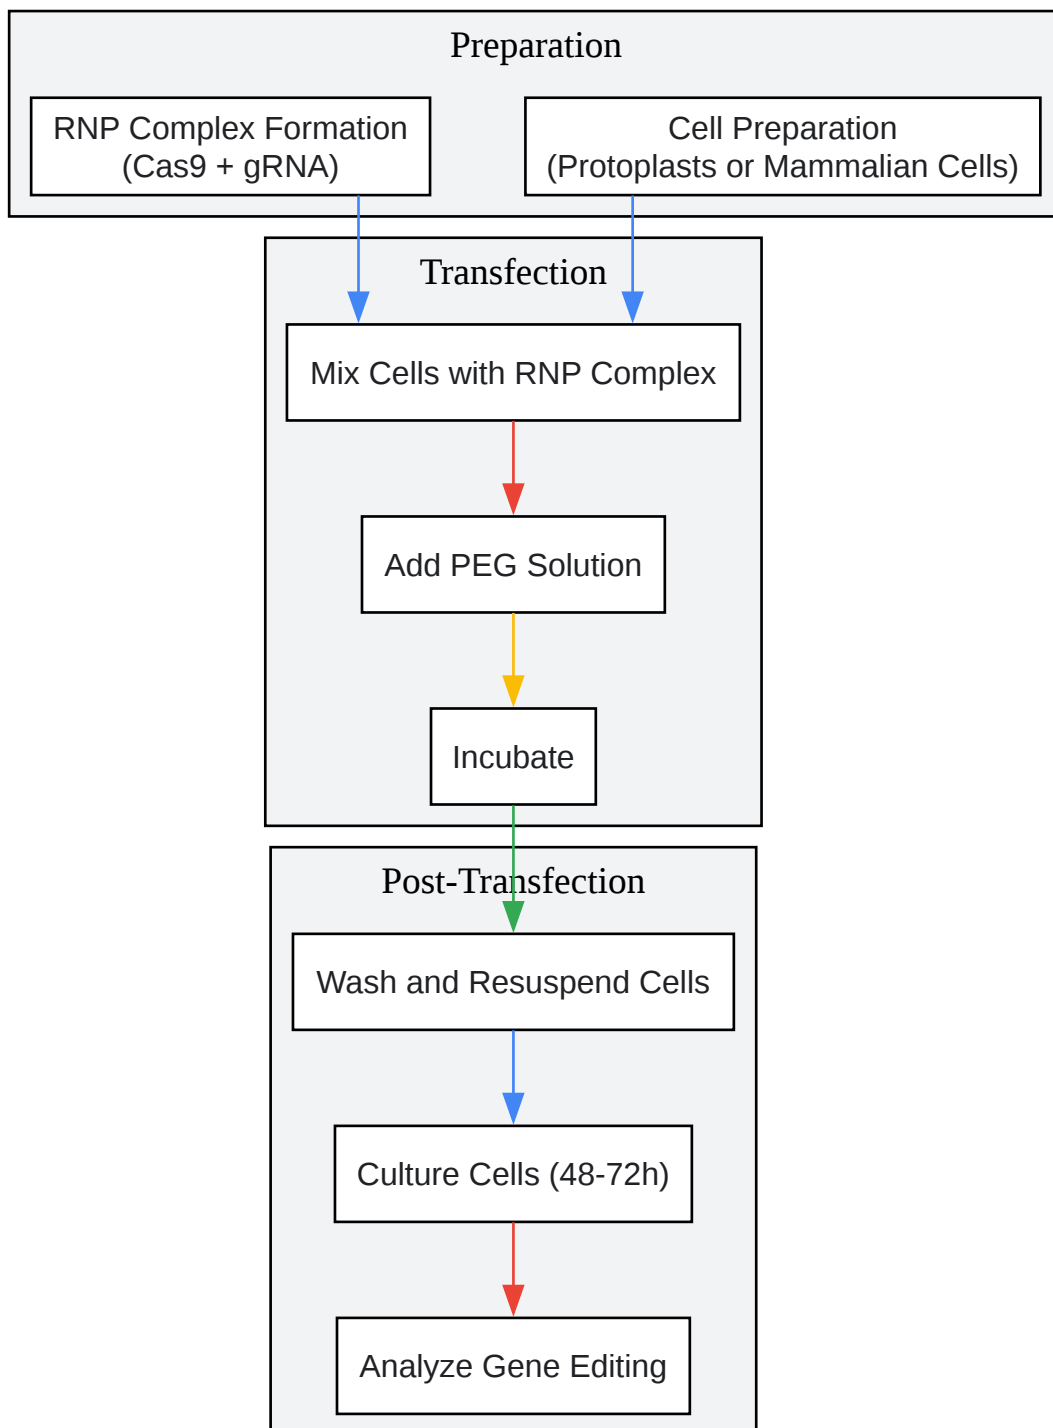 Preparation
RNP Complex Formation
(Cas9 + gRNA)
Cell Preparation
(Protoplasts or Mammalian Cells)
Transfection
Mix Cells with RNP Complex
Add PEG Solution
Incubate
Post-Transfection
Wash and Resuspend Cells
Culture Cells (48-72h)
Analyze Gene Editing